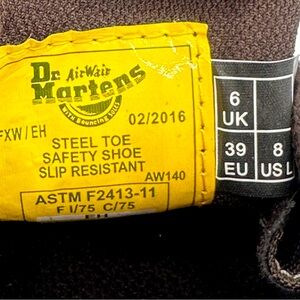 Dr. AirWair
Martens
WITH Bouncing SOLES
FXW/EH
02/2016
STEEL TOE
SAFETY SHOE
SLIP RESISTANT
AW140
ASTM F2413-11
F I/75 C/75
EH
6
UK
39
EU
8
US L